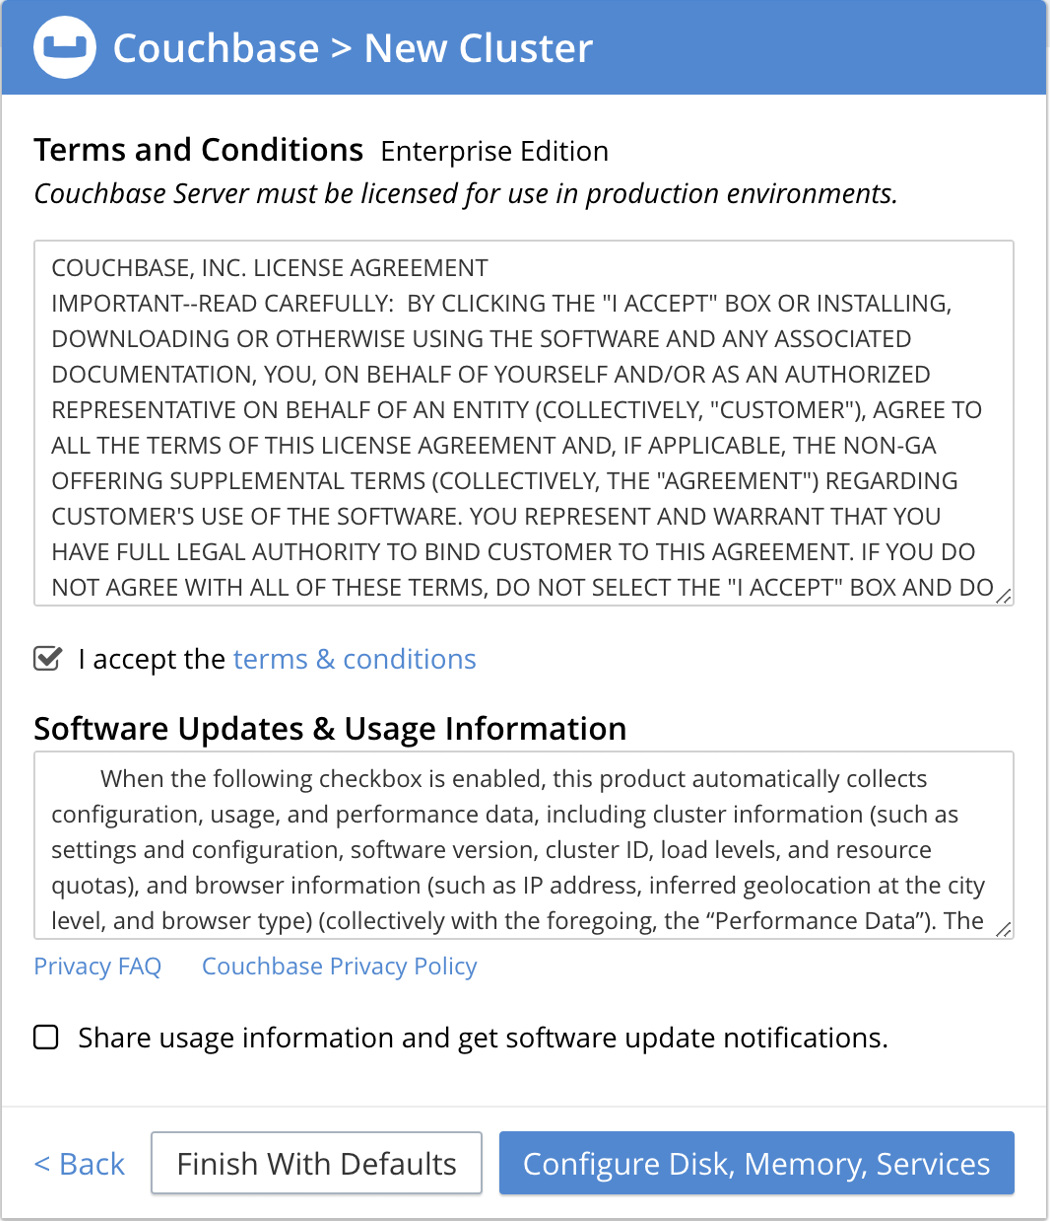 Couchbase > New Cluster
Terms and Conditions Enterprise Edition
Couchbase Server must be licensed for use in production environments.
COUCHBASE, INC. LICENSE AGREEMENT
IMPORTANT--READ CAREFULLY:  BY CLICKING THE "I ACCEPT" BOX OR INSTALLING,
DOWNLOADING OR OTHERWISE USING THE SOFTWARE AND ANY ASSOCIATED
DOCUMENTATION, YOU, ON BEHALF OF YOURSELF AND/OR AS AN AUTHORIZED
REPRESENTATIVE ON BEHALF OF AN ENTITY (COLLECTIVELY, "CUSTOMER"), AGREE TO
ALL THE TERMS OF THIS LICENSE AGREEMENT AND, IF APPLICABLE, THE NON-GA
OFFERING SUPPLEMENTAL TERMS (COLLECTIVELY, THE "AGREEMENT") REGARDING
CUSTOMER'S USE OF THE SOFTWARE. YOU REPRESENT AND WARRANT THAT YOU
HAVE FULL LEGAL AUTHORITY TO BIND CUSTOMER TO THIS AGREEMENT. IF YOU DO
NOT AGREE WITH ALL OF THESE TERMS, DO NOT SELECT THE "I ACCEPT" BOX AND DO
I accept the terms & conditions
Software Updates & Usage Information
When the following checkbox is enabled, this product automatically collects
configuration, usage, and performance data, including cluster information (such as
settings and configuration, software version, cluster ID, load levels, and resource
quotas), and browser information (such as IP address, inferred geolocation at the city
level, and browser type) (collectively with the foregoing, the “Performance Data”). The
Privacy FAQ Couchbase Privacy Policy
Share usage information and get software update notifications.
< Back Finish With Defaults Configure Disk, Memory, Services